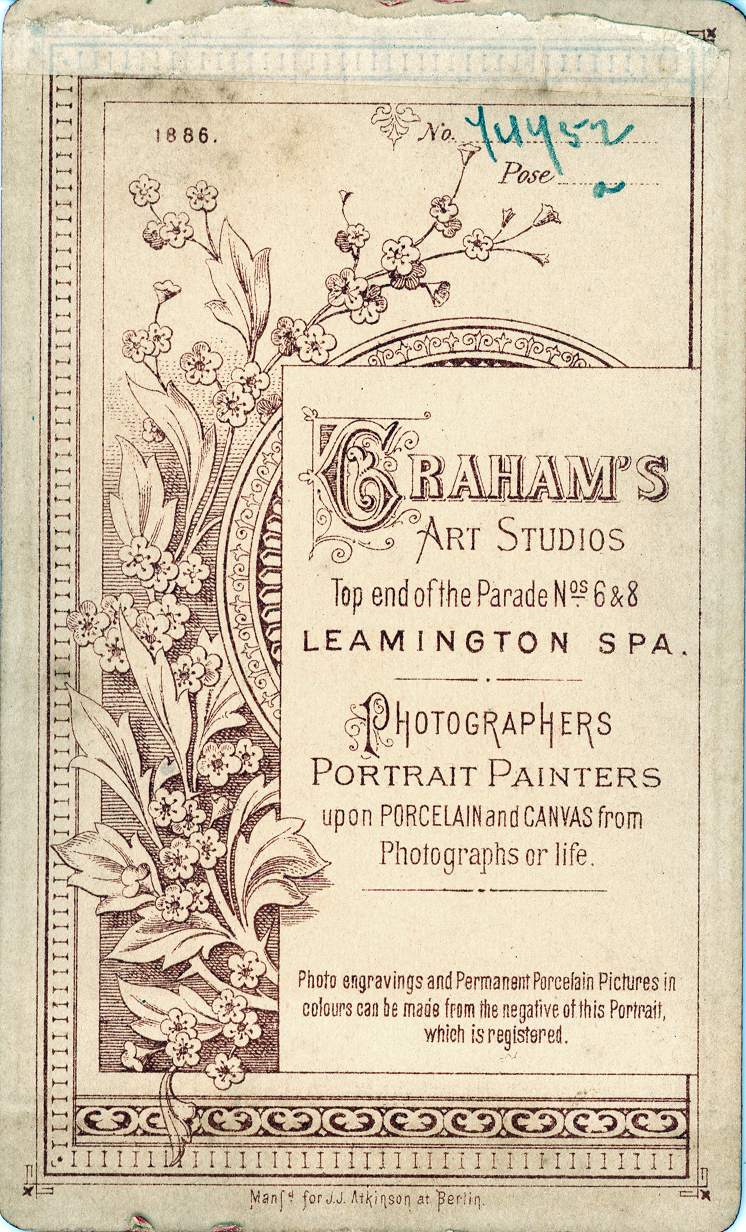 1886.
No.
Pose
GRAHAM'S
ART STUDIOS
Top end of the Parade Nos. 6 & 8
LEAMINGTON SPA.
PHOTOGRAPHERS
PORTRAIT PAINTERS
upon PORCELAIN and CANVAS from
Photographs or life.
Photo engravings and Permanent Porcelain Pictures in
colours can be made from the negative of this Portrait,
which is registered.
Manfd for J.J. Atkinson at Berlin.